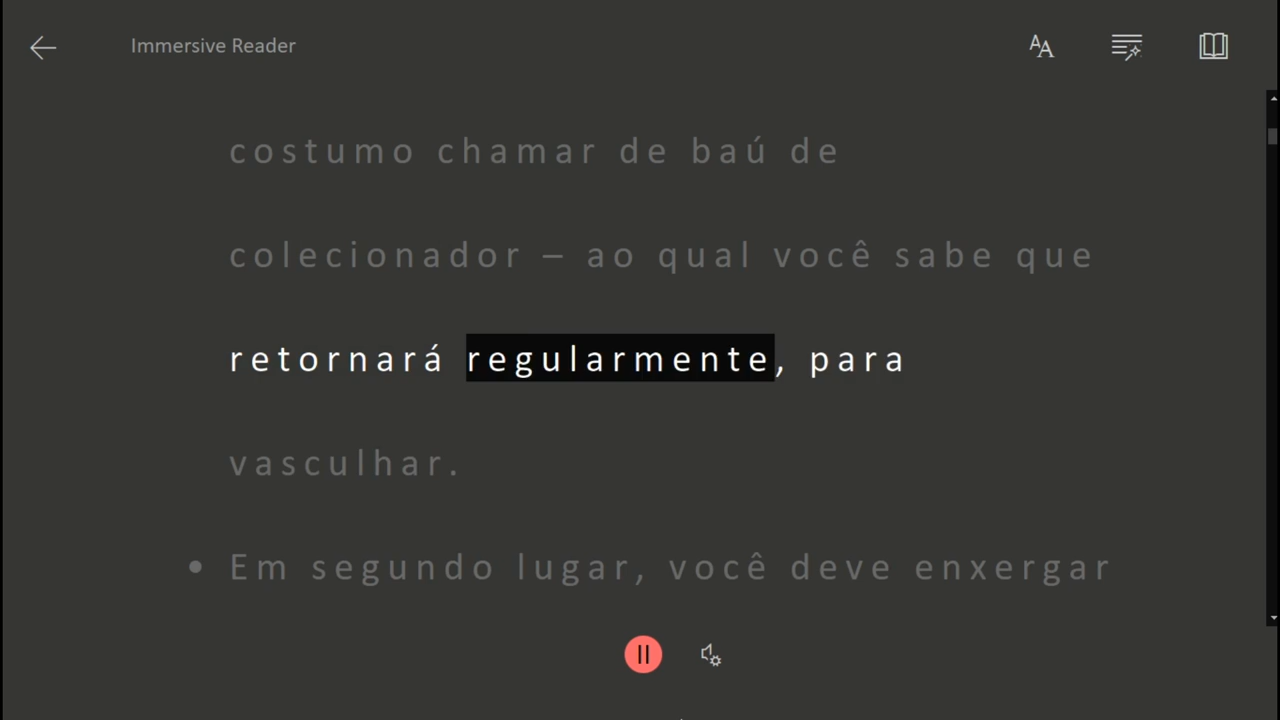 Immersive Reader
costumo chamar de baú de
colecionador – ao qual você sabe que
retornará regularmente, para
vasculhar.
• Em segundo lugar, você deve enxergar